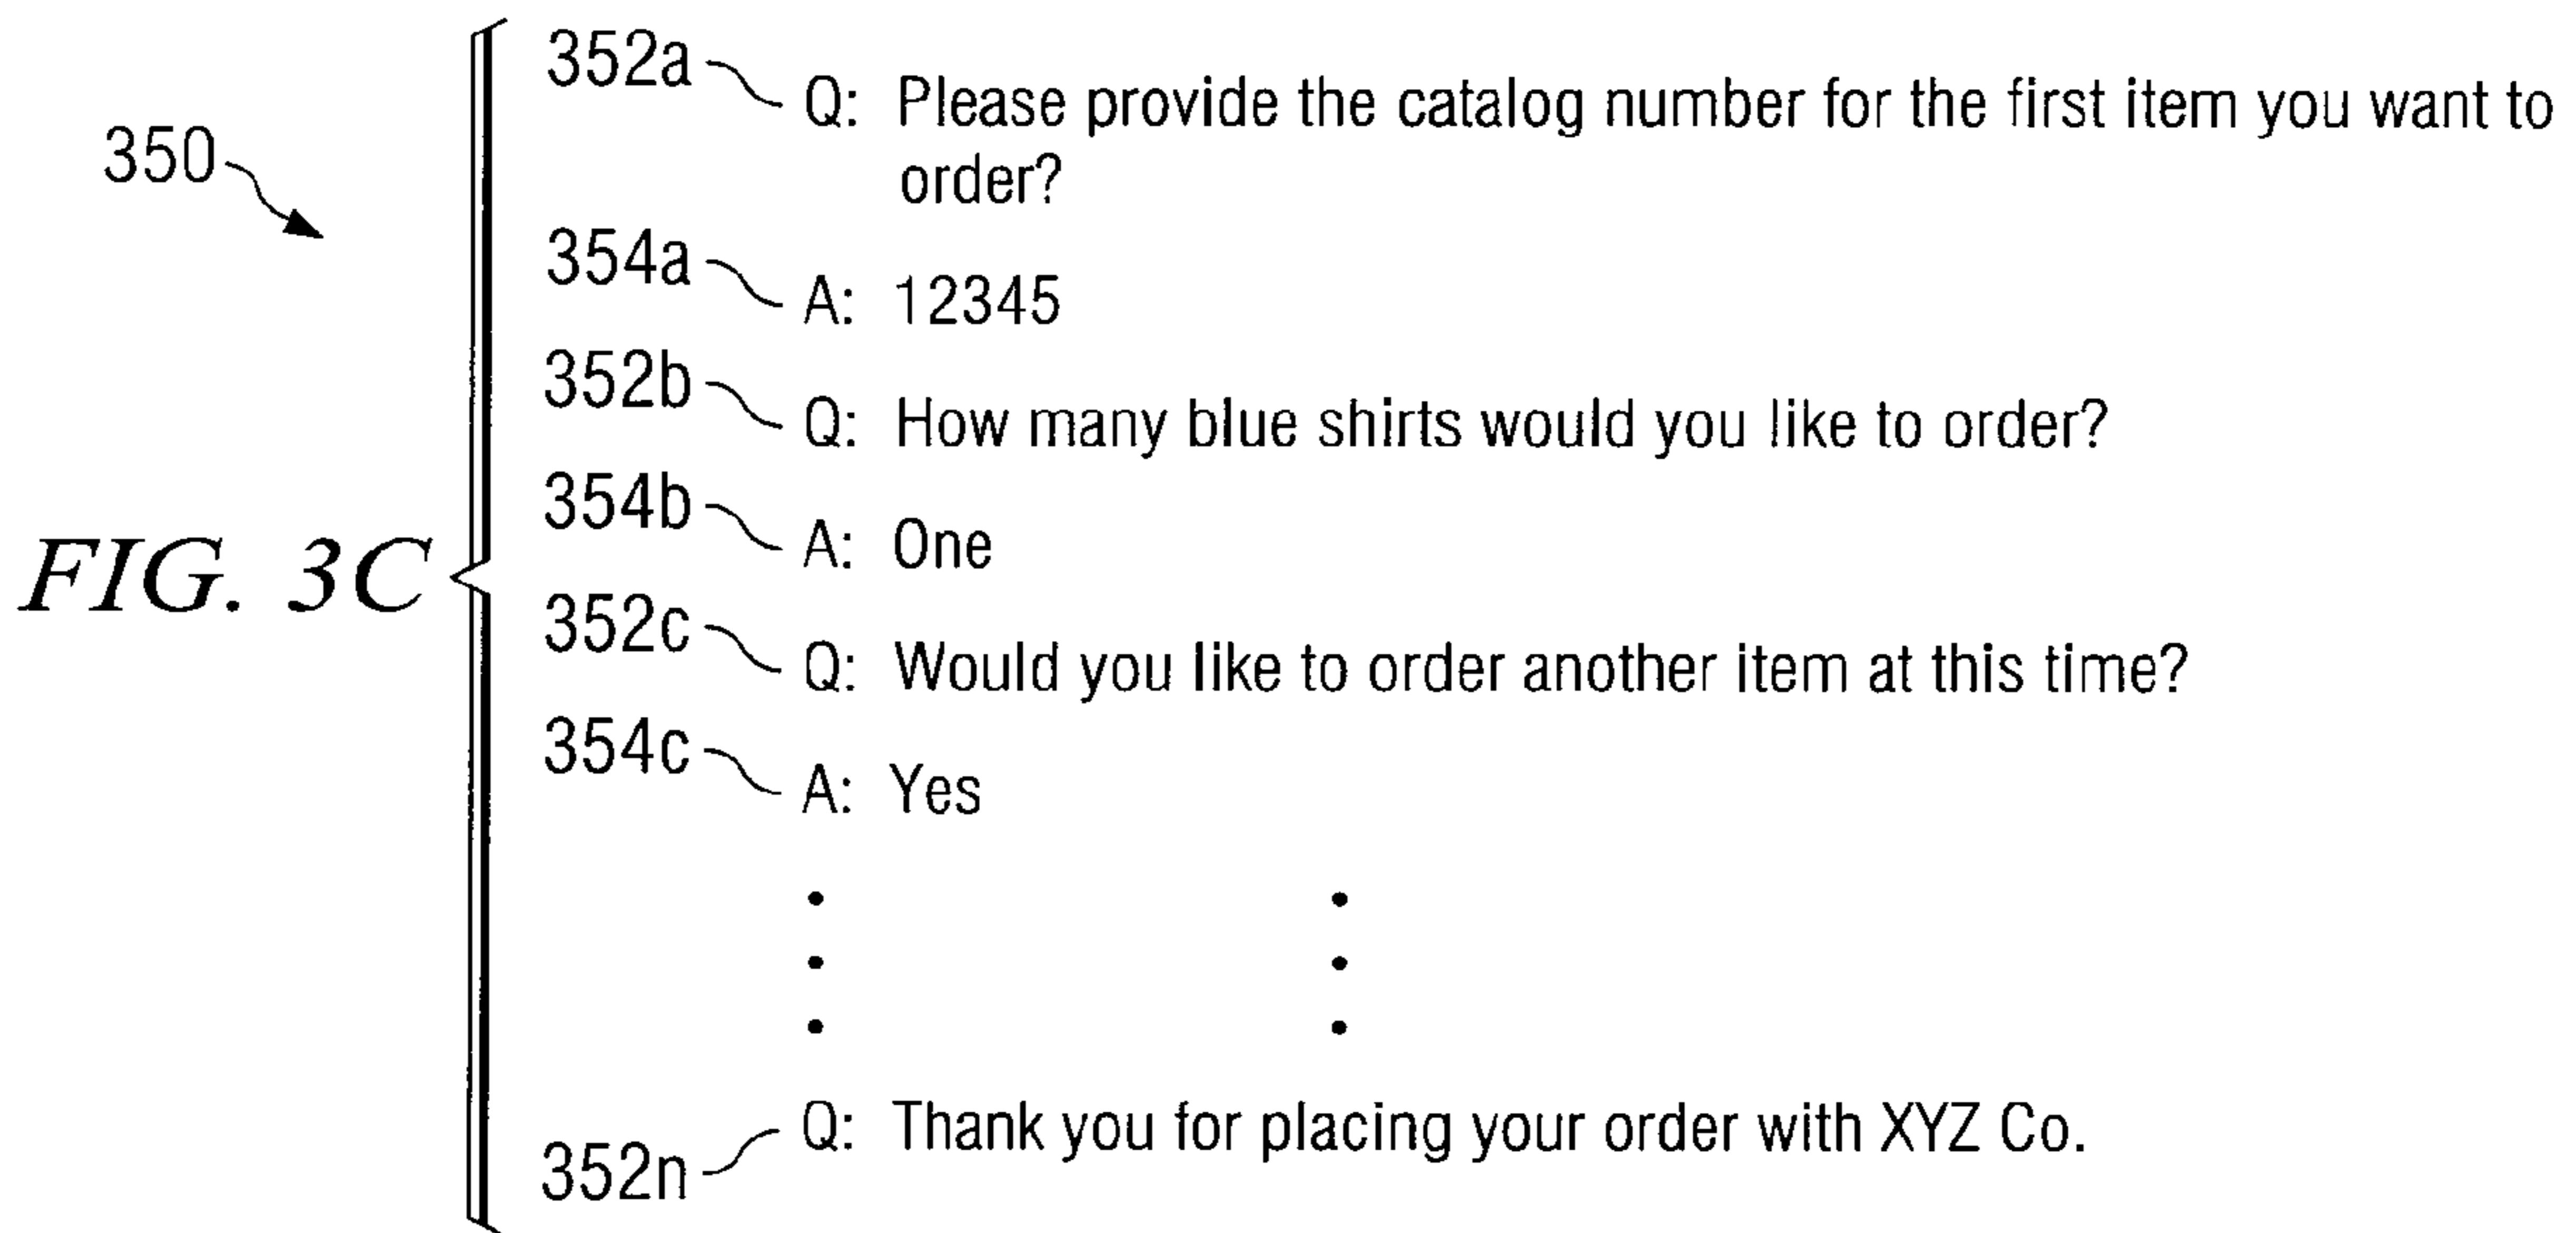 352a Q: Please provide the catalog number for the first item you want to
order?
350
354a A: 12345
352b Q: How many blue shirts would you like to order?
354b A: One
FIG. 3C
352c Q: Would you like to order another item at this time?
354c A: Yes
352n Q: Thank you for placing your order with XYZ Co.